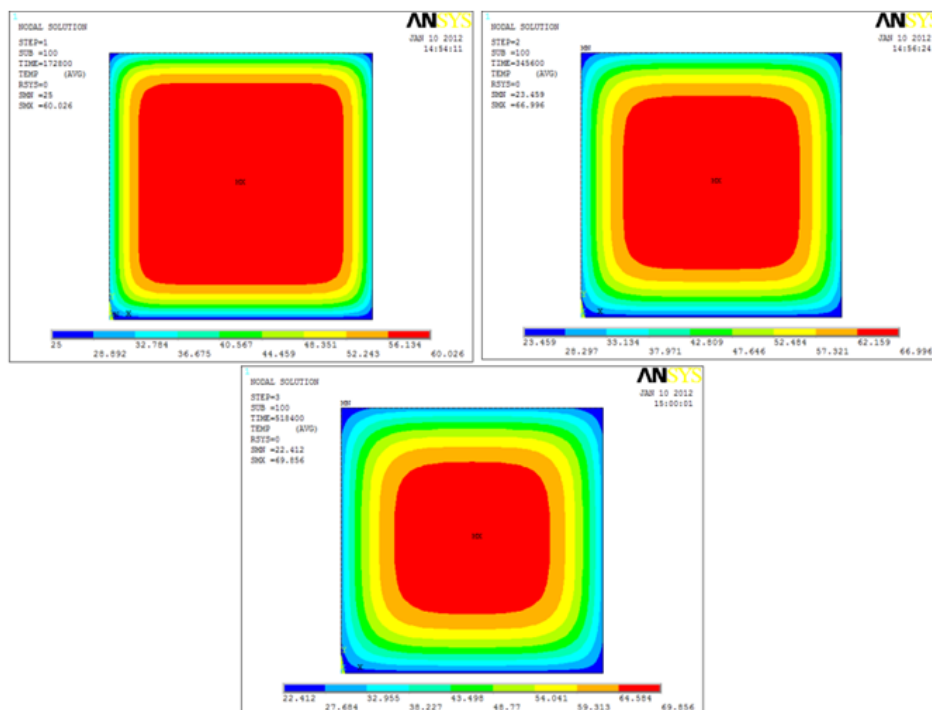 1
NODAL SOLUTION
ANSYS
JAN 10 2012
14:54:11
STEP=1
SUB =100
TIME=172800
TEMP (AVG)
RSYS=0
SMN =25
SMX =60.026
MX
X
25 32.784 40.567 48.351 56.134
28.892 36.675 44.459 52.243 60.026
1
NODAL SOLUTION
ANSYS
JAN 10 2012
14:56:24
STEP=2
SUB =100
TIME=345600
TEMP (AVG)
RSYS=0
SMN =23.459
SMX =66.996
MN
MX
X
23.459 33.134 42.809 52.484 62.159
28.297 37.971 47.646 57.321 66.996
1
NODAL SOLUTION
ANSYS
JAN 10 2012
15:00:01
STEP=3
SUB =100
TIME=518400
TEMP (AVG)
RSYS=0
SMN =22.412
SMX =69.856
MN
MX
X
22.412 32.955 43.498 54.041 64.584
27.684 38.227 48.77 59.313 69.856